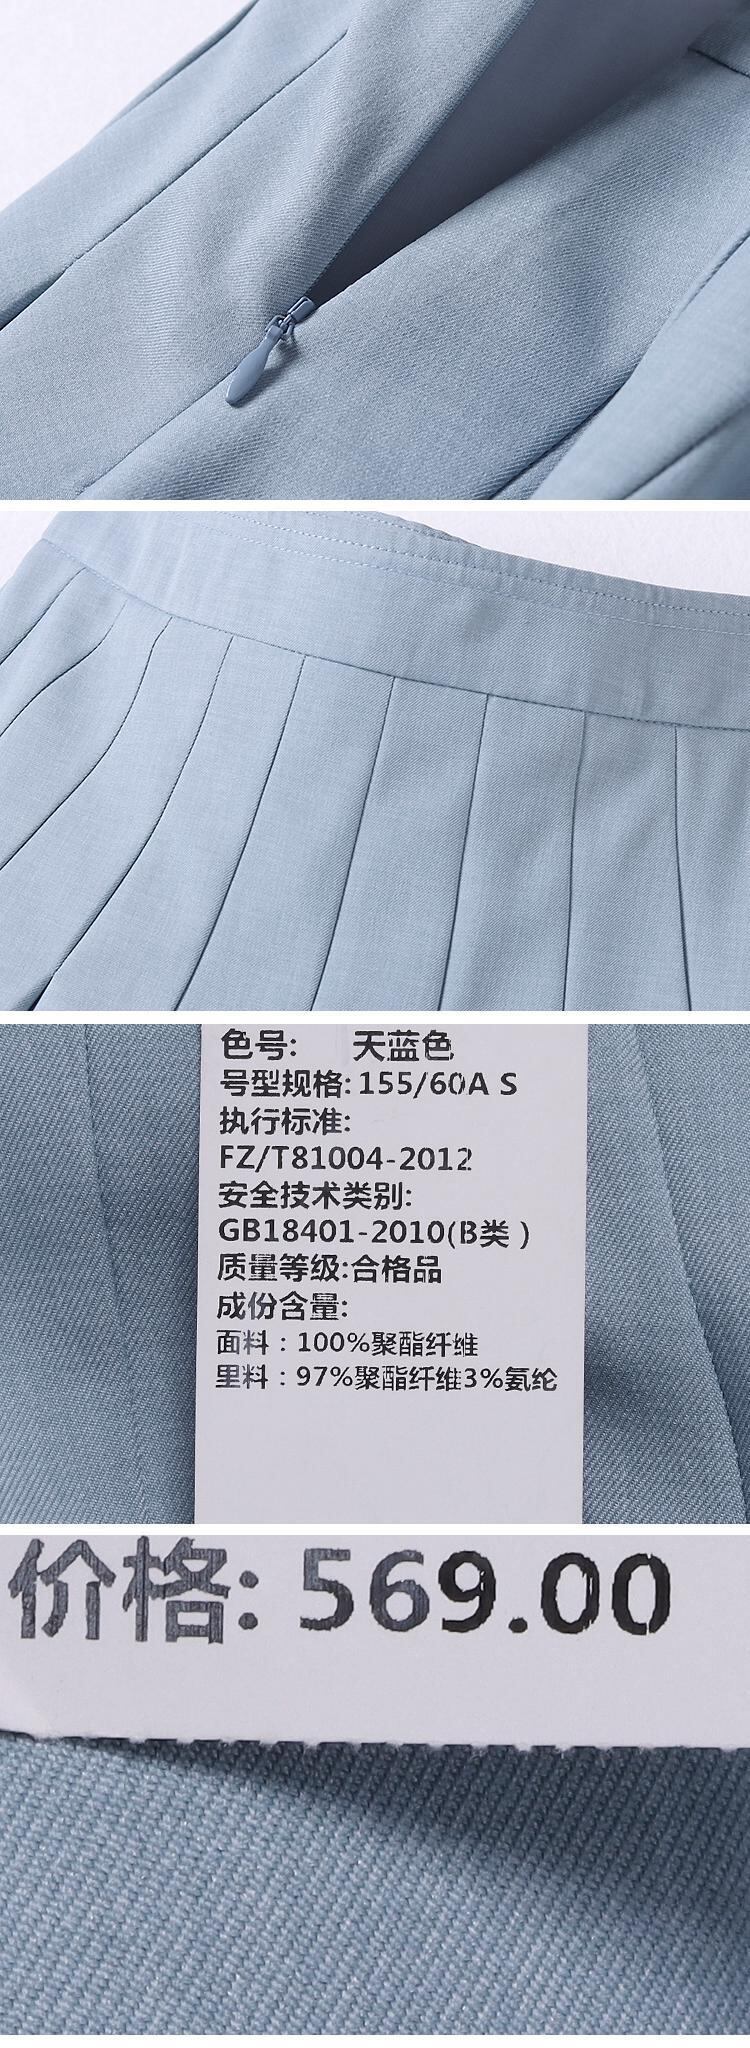 色号: 天蓝色
号型规格: 155/60A S
执行标准:
FZ/T81004-2012
安全技术类别:
GB18401-2010(B类 )
质量等级:合格品
成份含量:
面料：100%聚酯纤维
里料：97%聚酯纤维3%氨纶
价格: 569.00